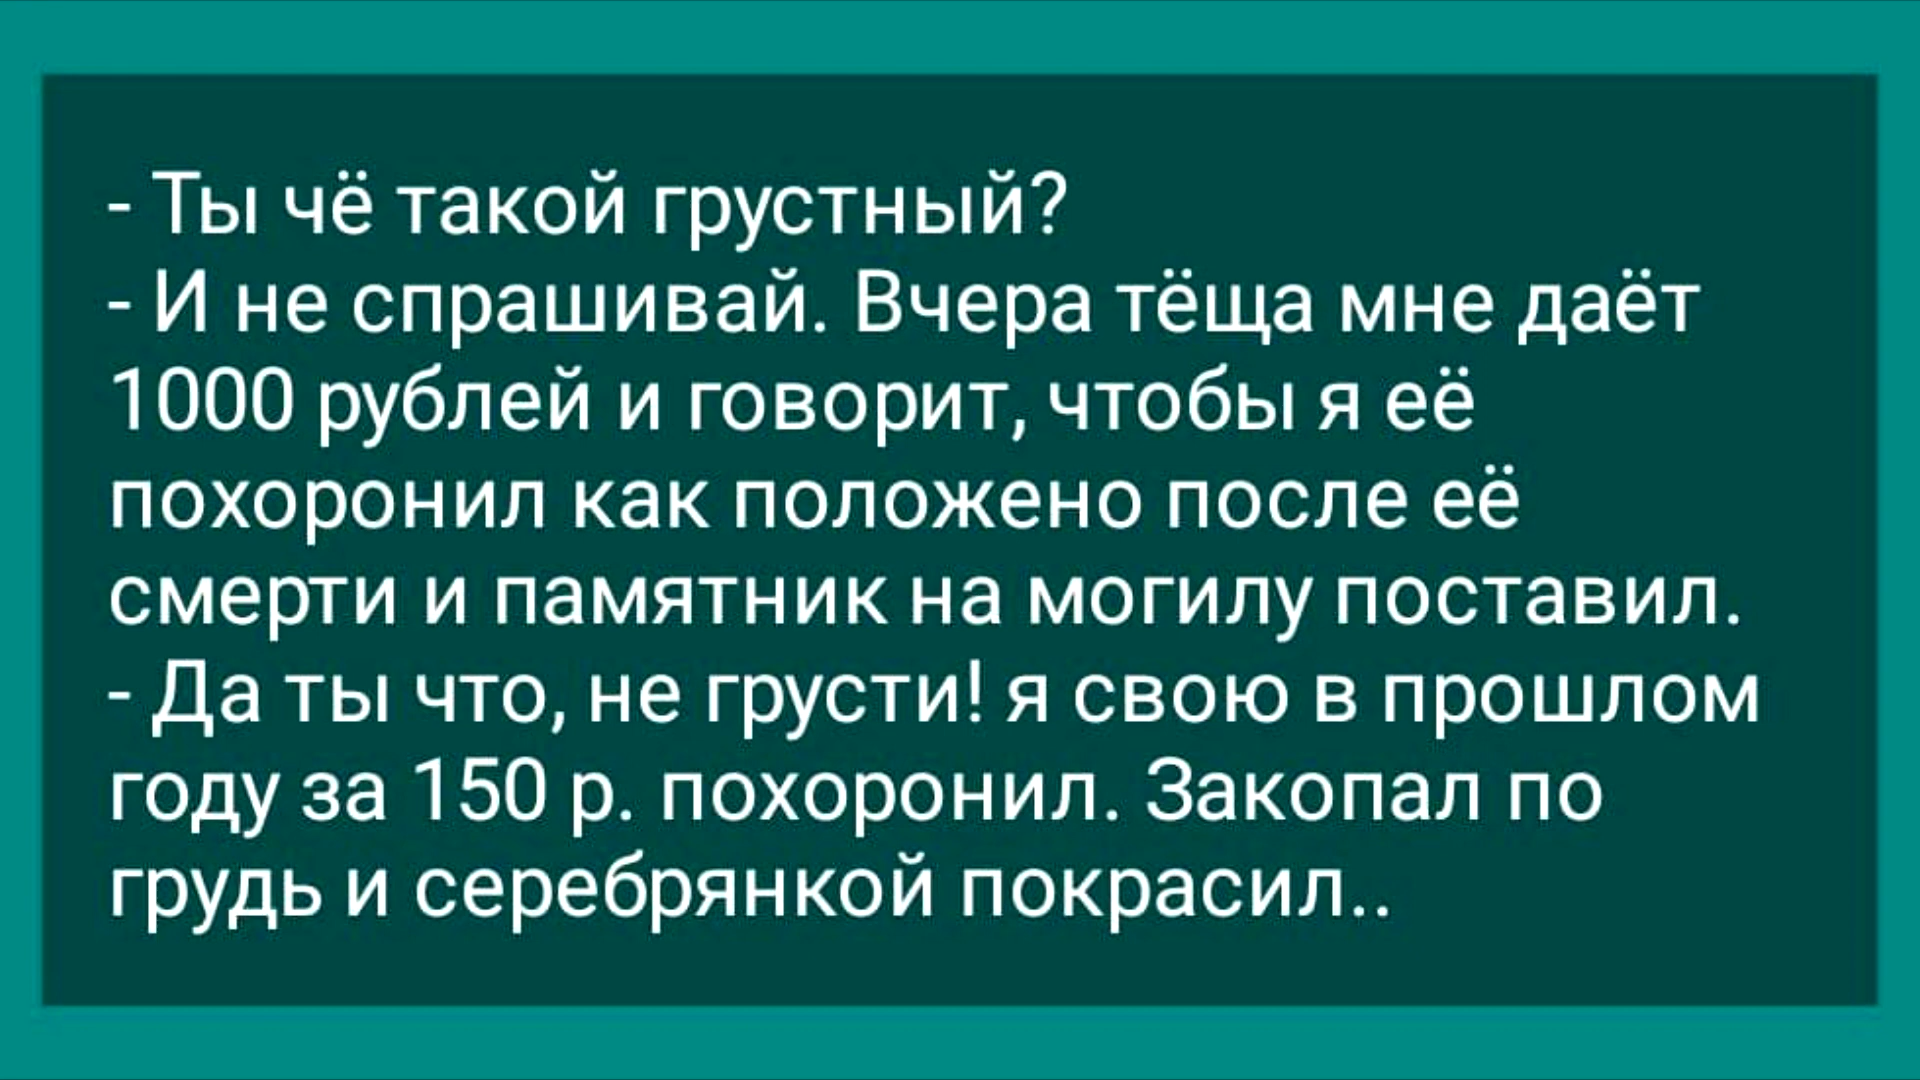 - Ты чё такой грустный?
- И не спрашивай. Вчера тёща мне даёт
1000 рублей и говорит, чтобы я её
похоронил как положено после её
смерти и памятник на могилу поставил.
- Да ты что, не грусти! я свою в прошлом
году за 150 р. похоронил. Закопал по
грудь и серебрянкой покрасил..